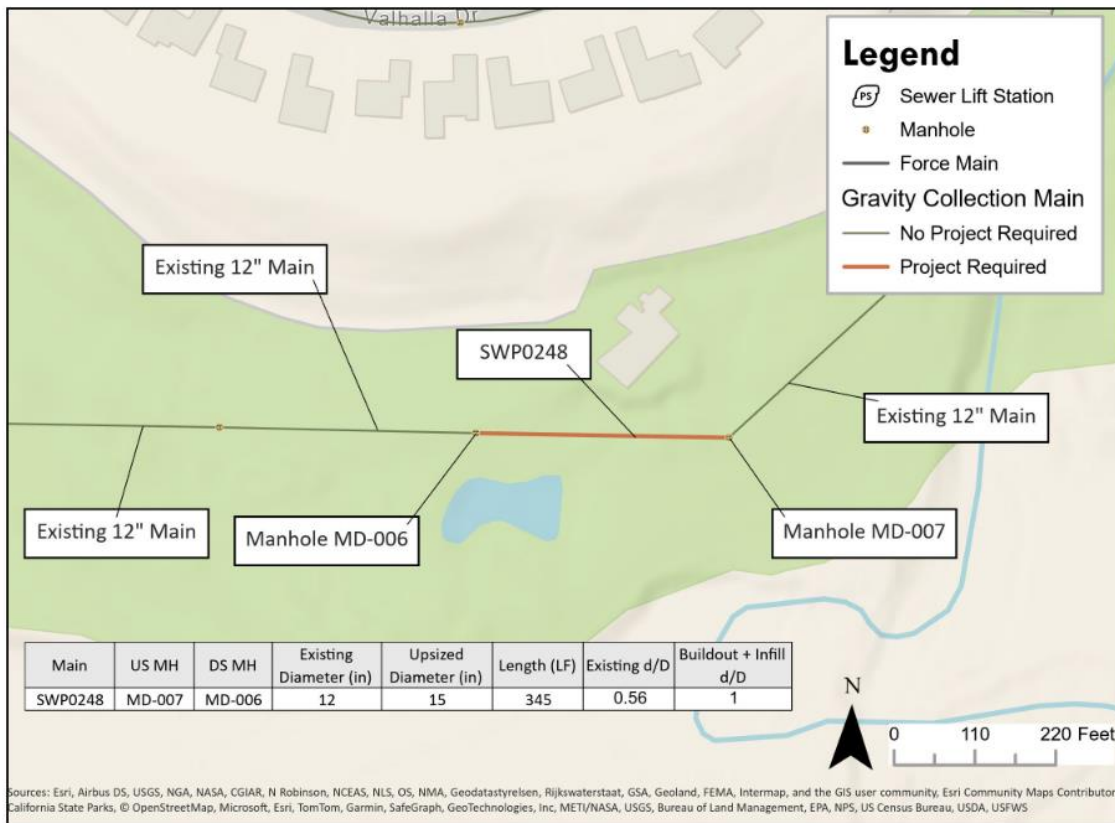 Valhalla Dr
Legend
PS Sewer Lift Station
Manhole
Force Main
Gravity Collection Main
No Project Required
Project Required
Existing 12" Main
SWP0248
Existing 12" Main
Existing 12" Main
Manhole MD-006
Manhole MD-007
Main US MH DS MH Existing Diameter (in) Upsized Diameter (in) Length (LF) Existing d/D Buildout + Infill d/D
SWP0248 MD-007 MD-006 12 15 345 0.56 1
N
0 110 220 Feet
Sources: Esri, Airbus DS, USGS, NGA, NASA, CGIAR, N Robinson, NCEAS, NLS, OS, NMA, Geodatastyrelsen, Rijkswaterstaat, GSA, Geoland, FEMA, Intermap, and the GIS user community, Esri Community Maps Contributor
California State Parks, © OpenStreetMap, Microsoft, Esri, TomTom, Garmin, SafeGraph, GeoTechnologies, Inc, METI/NASA, USGS, Bureau of Land Management, EPA, NPS, US Census Bureau, USDA, USFWS